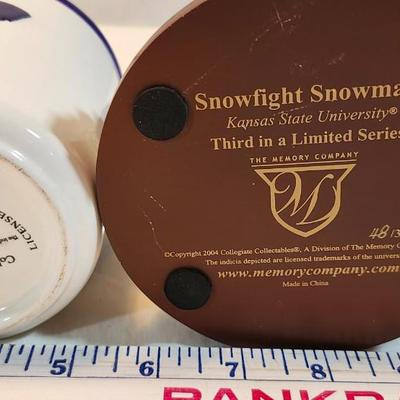 Snowfight Snowma
Kansas State University®
Third in a Limited Series
THE MEMORY COMPANY
M
48/3
©Copyright 2004 Collegiate Collectables®, A Division of The Memory C
The indicia depicted are licensed trademarks of the univers
www.memorycompany.com
Made in China
LICENSE
5 6 7 8
BANKR